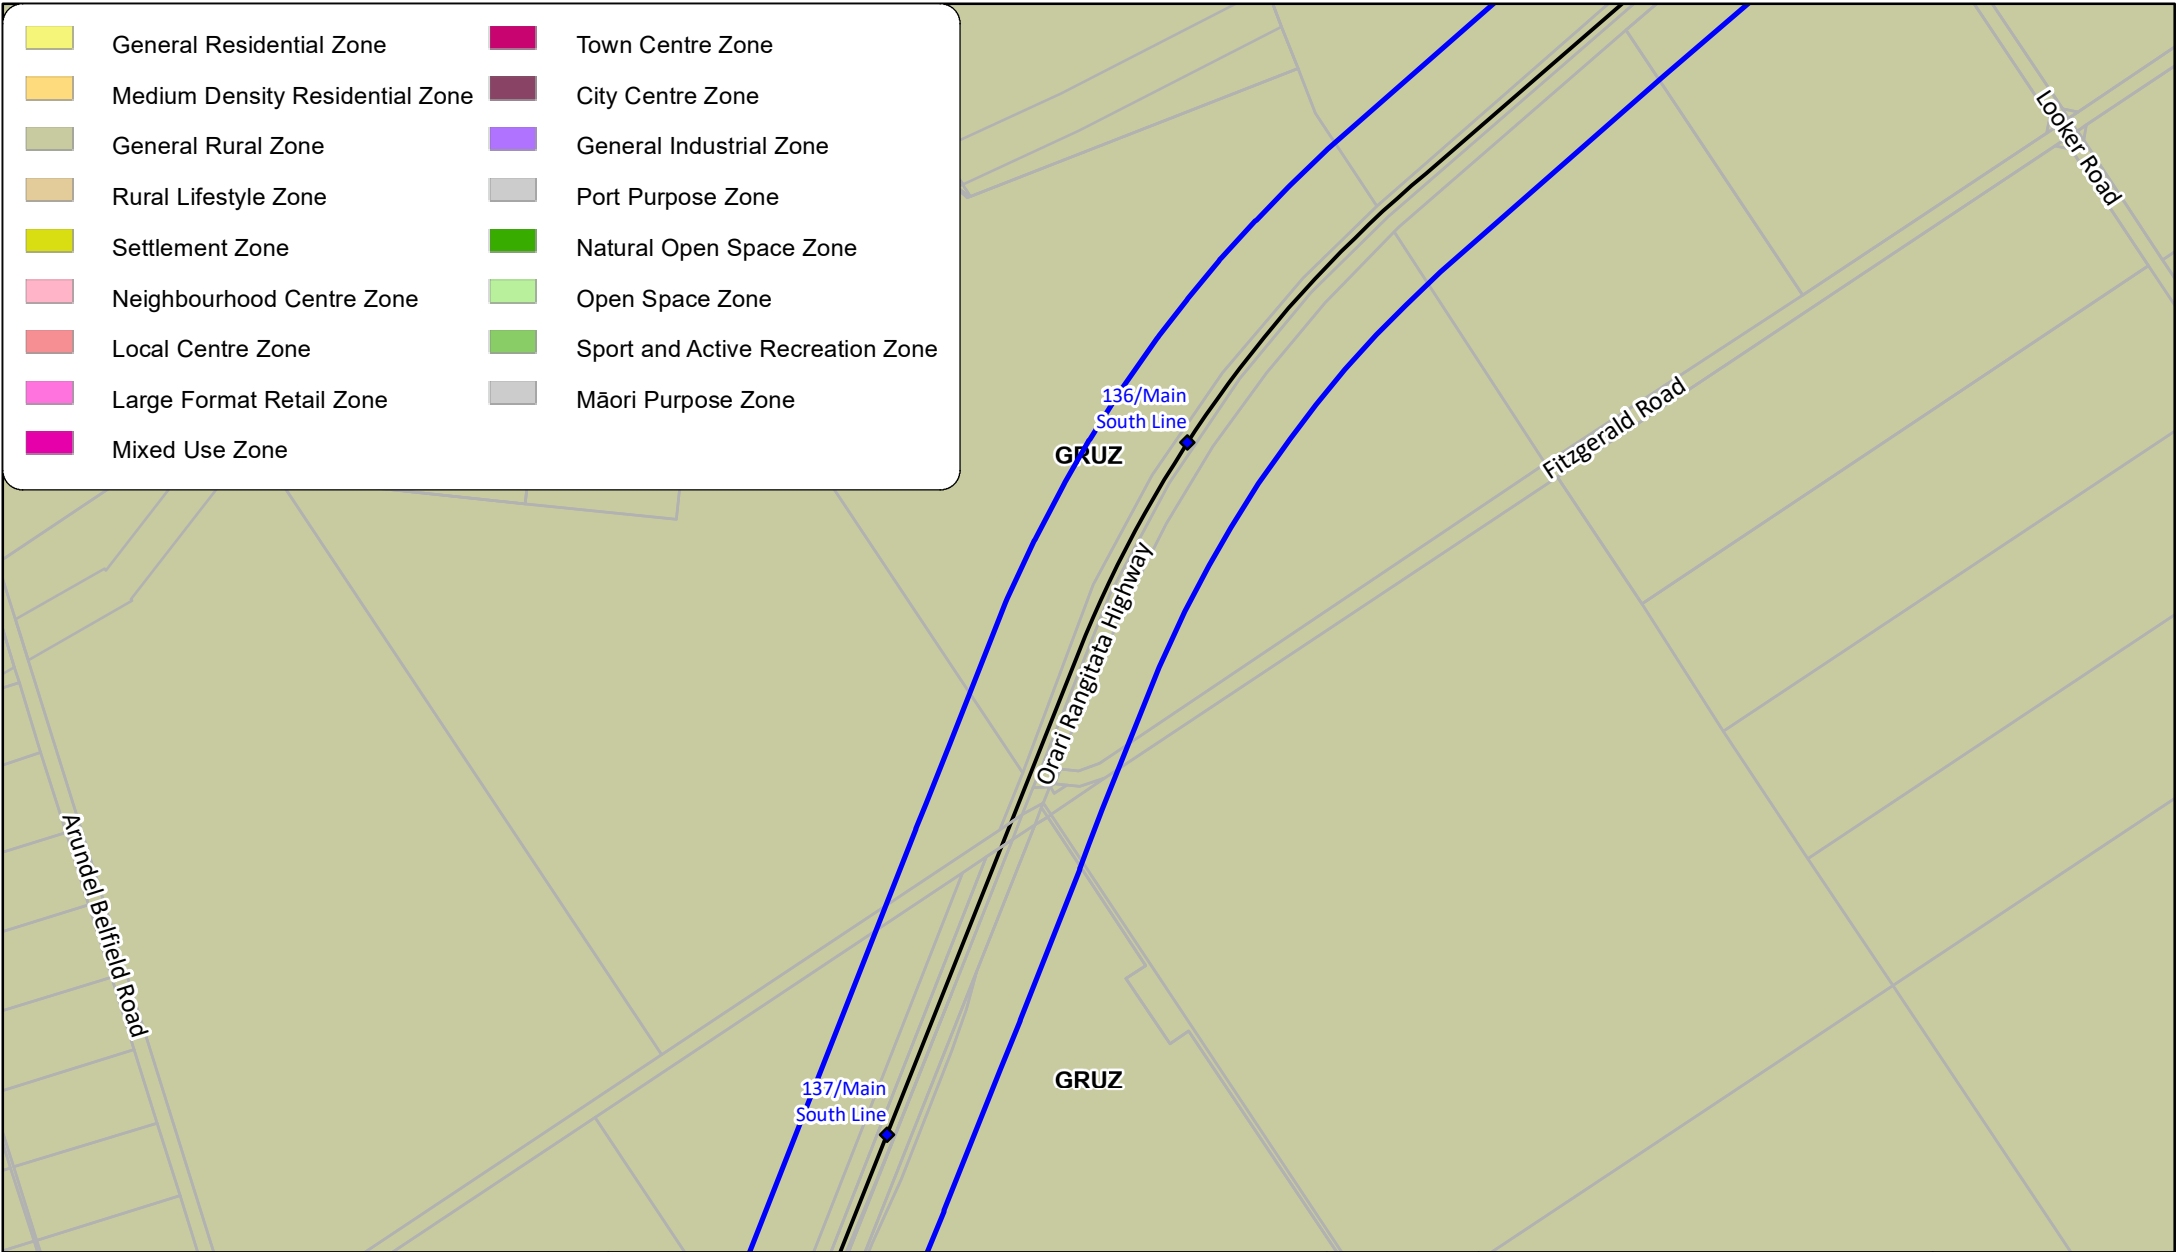 General Residential Zone
Medium Density Residential Zone
General Rural Zone
Rural Lifestyle Zone
Settlement Zone
Neighbourhood Centre Zone
Local Centre Zone
Large Format Retail Zone
Mixed Use Zone
Town Centre Zone
City Centre Zone
General Industrial Zone
Port Purpose Zone
Natural Open Space Zone
Open Space Zone
Sport and Active Recreation Zone
Māori Purpose Zone
Looker Road
136/Main
South Line
GRUZ
Fitzgerald Road
Orari Rangitata Highway
Arundel Belfield Road
137/Main
South Line
GRUZ